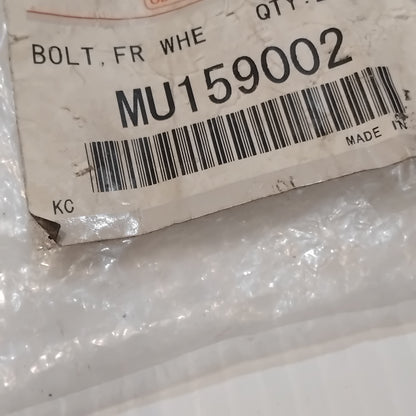 BOLT, FR WHE QTY:
MU159002
MADE IN
KC